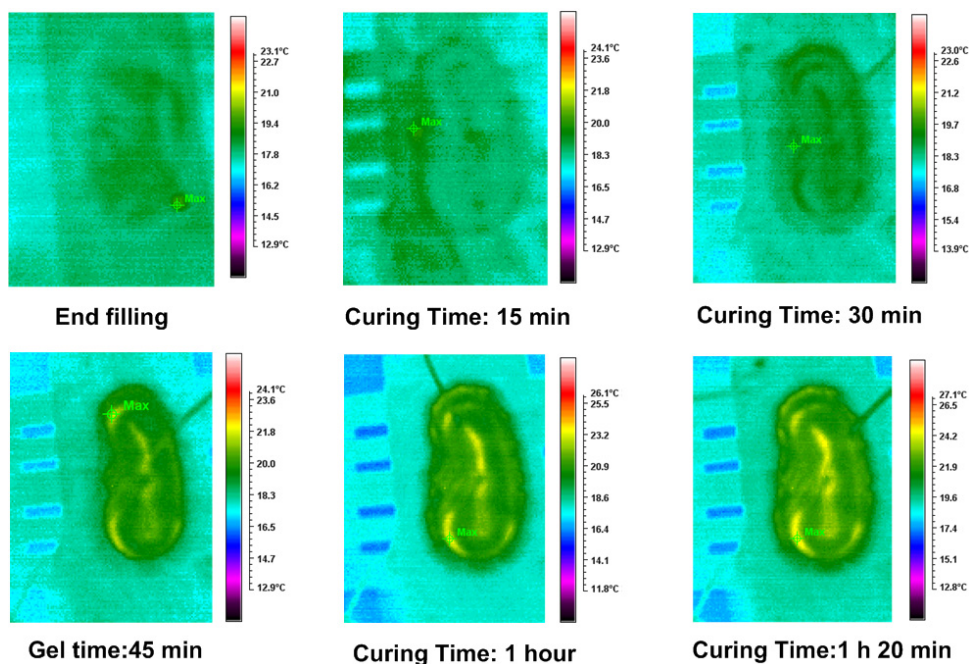 23.1°C
22.7
21.0
19.4
17.8
16.2
14.5
12.9°C
Max
End filling
24.1°C
23.6
21.8
20.0
18.3
16.5
14.7
12.9°C
Max
Curing Time: 15 min
23.0°C
22.6
21.2
19.7
18.3
16.8
15.4
13.9°C
Max
Curing Time: 30 min
24.1°C
23.6
21.8
20.0
18.3
16.5
14.7
12.9°C
Max
Gel time:45 min
26.1°C
25.5
23.2
20.9
18.6
16.4
14.1
11.8°C
Max
Curing Time: 1 hour
27.1°C
26.5
24.2
21.9
19.6
17.4
15.1
12.8°C
Max
Curing Time:1 h 20 min